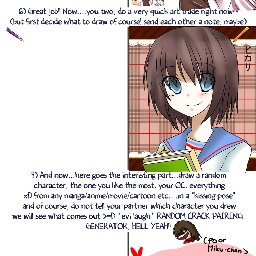 6) Great job! Now....you two, do a very quick art trade right now
(but first decide what to draw of course! send each other a note, maybe)
カリ
7) And now...here goes the interesting part...draw a random
character, the one you like the most, your OC.. everything
xD from any manga/anime/movie/cartoon etc. ...in a "kissing pose"
and of course, do not tell your partner which character you drew
we will see what comes out >=D *evil laugh* RANDOM CRACK PAIRING
GENERATOR, HELL YEAH!
(Poor
Miku-chan)